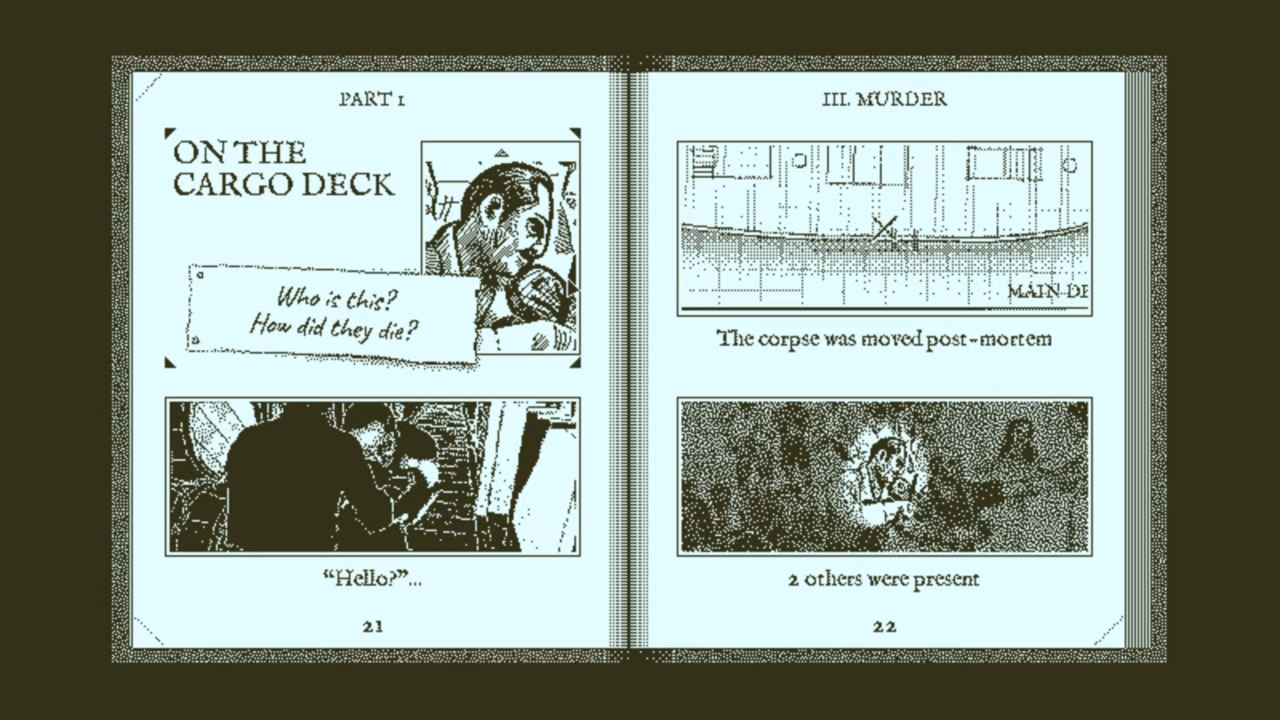 PART 1
ON THE
CARGO DECK
Who is this?
How did they die?
“Hello?”...
21
III. MURDER
MAIN DE
The corpse was moved post-mortem
2 others were present
22